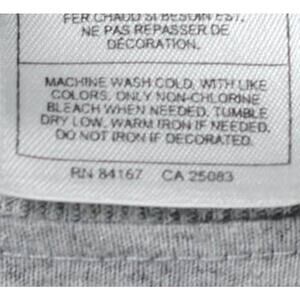 FER CHAUD SI BESOIN EST.
NE PAS REPASSER DE
DÉCORATION.
MACHINE WASH COLD, WITH LIKE
COLORS. ONLY NON-CHLORINE
BLEACH WHEN NEEDED. TUMBLE
DRY LOW. WARM IRON IF NEEDED.
DO NOT IRON IF DECORATED.
RN 84167 CA 25083